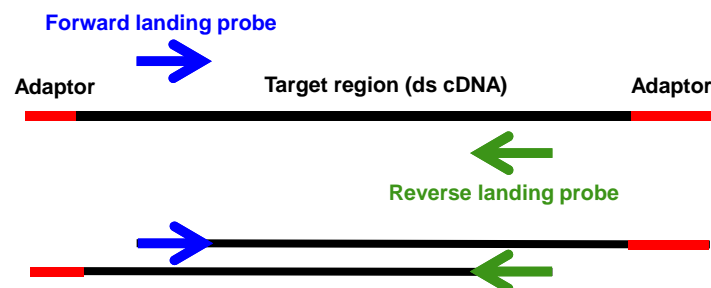 Forward landing probe
Adaptor
Target region (ds cDNA)
Adaptor
Reverse landing probe